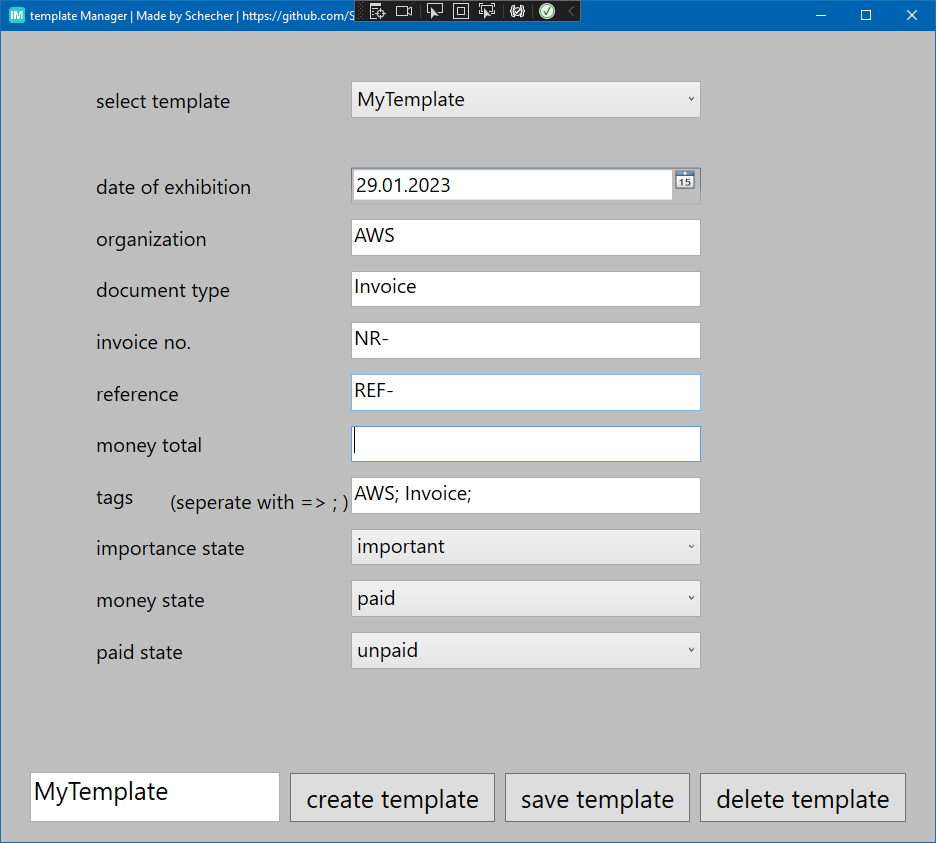 IM template Manager | Made by Schecher | https://github.com/S
select template MyTemplate
date of exhibition 29.01.2023 15
organization AWS
document type Invoice
invoice no. NR-
reference REF-
money total
tags (seperate with => ; ) AWS; Invoice;
importance state important
money state paid
paid state unpaid
MyTemplate create template save template delete template